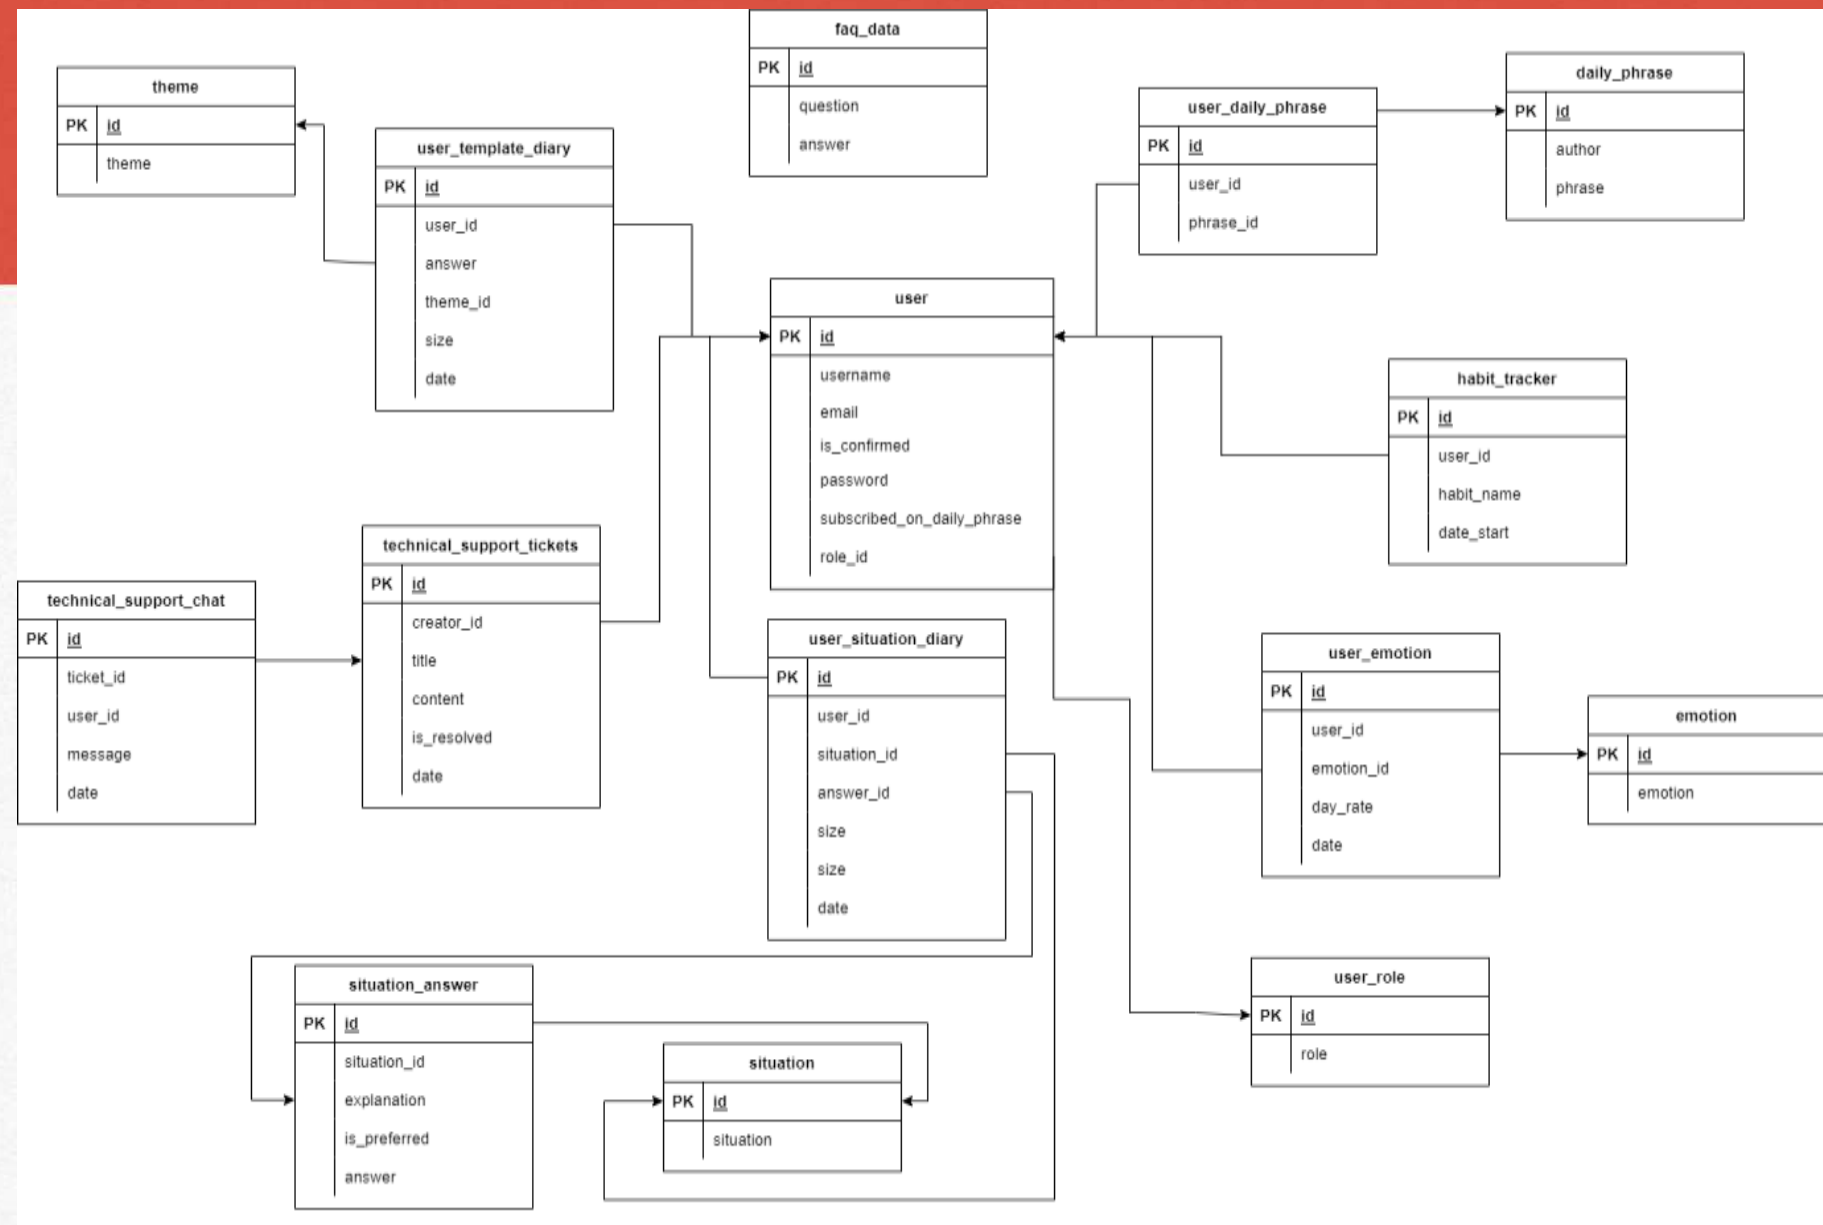 faq_data
PK id
question
answer
theme
PK id
theme
user_template_diary
PK id
user_id
answer
theme_id
size
date
user_daily_phrase
PK id
user_id
phrase_id
daily_phrase
PK id
author
phrase
user
PK id
username
email
is_confirmed
password
subscribed_on_daily_phrase
role_id
habit_tracker
PK id
user_id
habit_name
date_start
technical_support_tickets
PK id
creator_id
title
content
is_resolved
date
technical_support_chat
PK id
ticket_id
user_id
message
date
user_situation_diary
PK id
user_id
situation_id
answer_id
size
size
date
user_emotion
PK id
user_id
emotion_id
day_rate
date
emotion
PK id
emotion
situation_answer
PK id
situation_id
explanation
is_preferred
answer
situation
PK id
situation
user_role
PK id
role